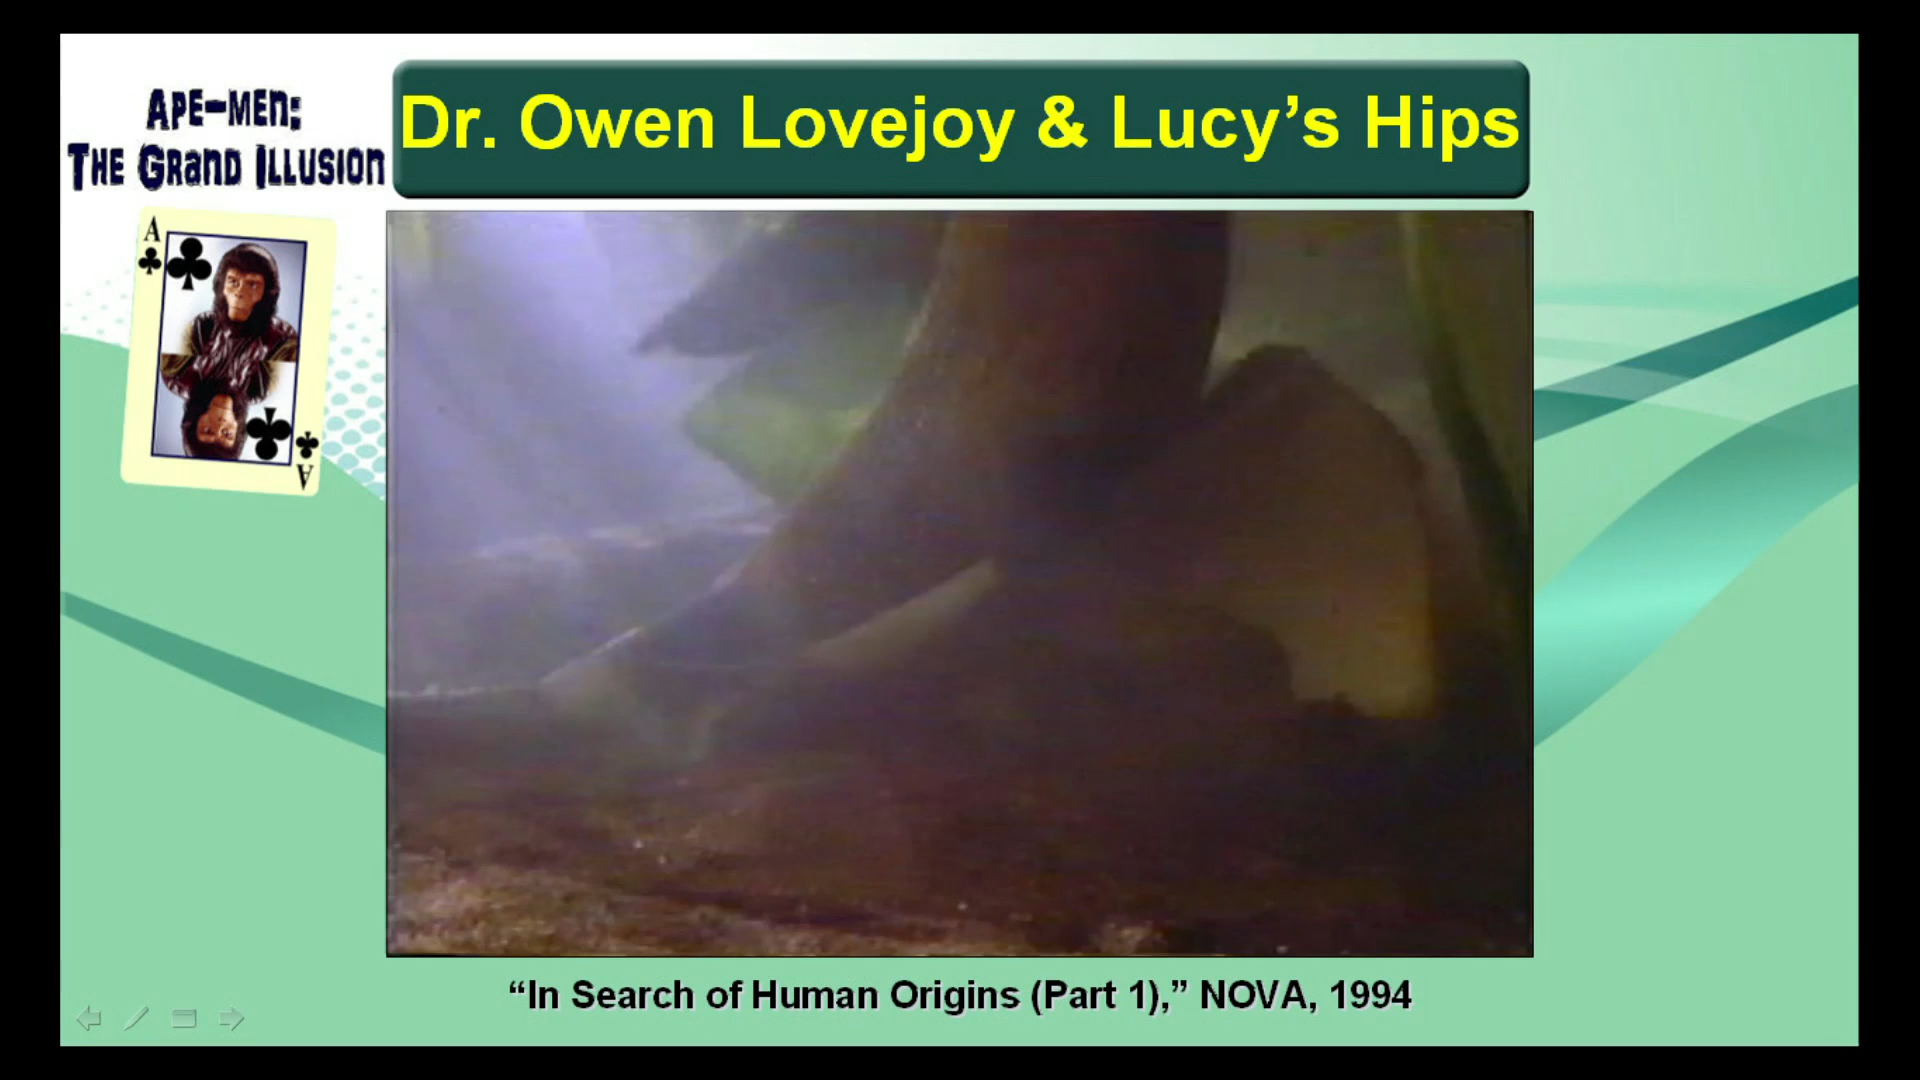 APE-MEN:
THE GRAND ILLUSION
Dr. Owen Lovejoy & Lucy’s Hips
A
A
“In Search of Human Origins (Part 1),” NOVA, 1994